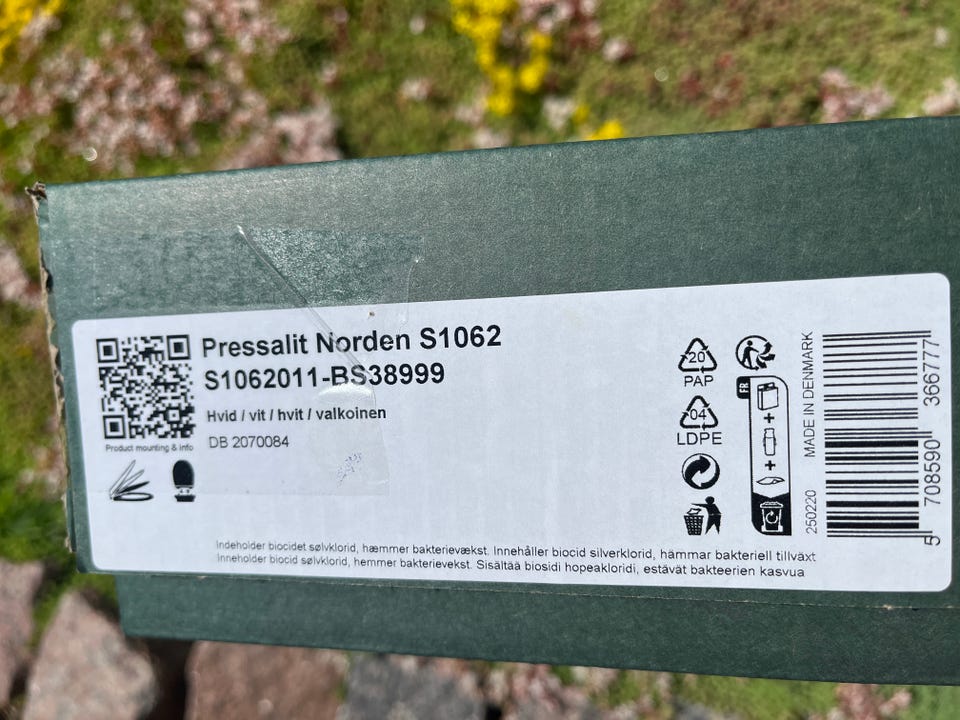 Pressalit Norden S1062
S1062011-BS38999
Hvid / vit / hvit / valkoinen
DB 2070084
Product mounting & info
Indeholder biocidet sølvklorid, hæmmer bakterievækst. Innehåller biocid silverklorid, hämmar bakteriell tillväxt
Inneholder biocid sølvklorid, hemmer bakterievekst. Sisältää biosidi hopeakloridi, estävät bakteerien kasvua
20
PAP
04
LDPE
FR
+
+
250220
MADE IN DENMARK
5 708590 366777